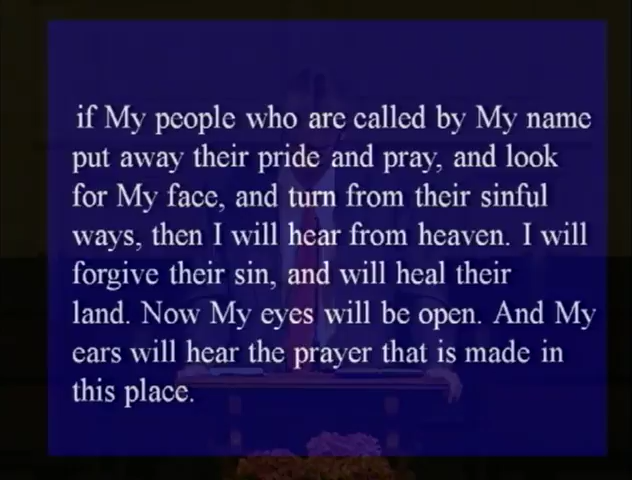 if My people who are called by My name
put away their pride and pray, and look
for My face, and turn from their sinful
ways, then I will hear from heaven. I will
forgive their sin, and will heal their
land. Now My eyes will be open. And My
ears will hear the prayer that is made in
this place.